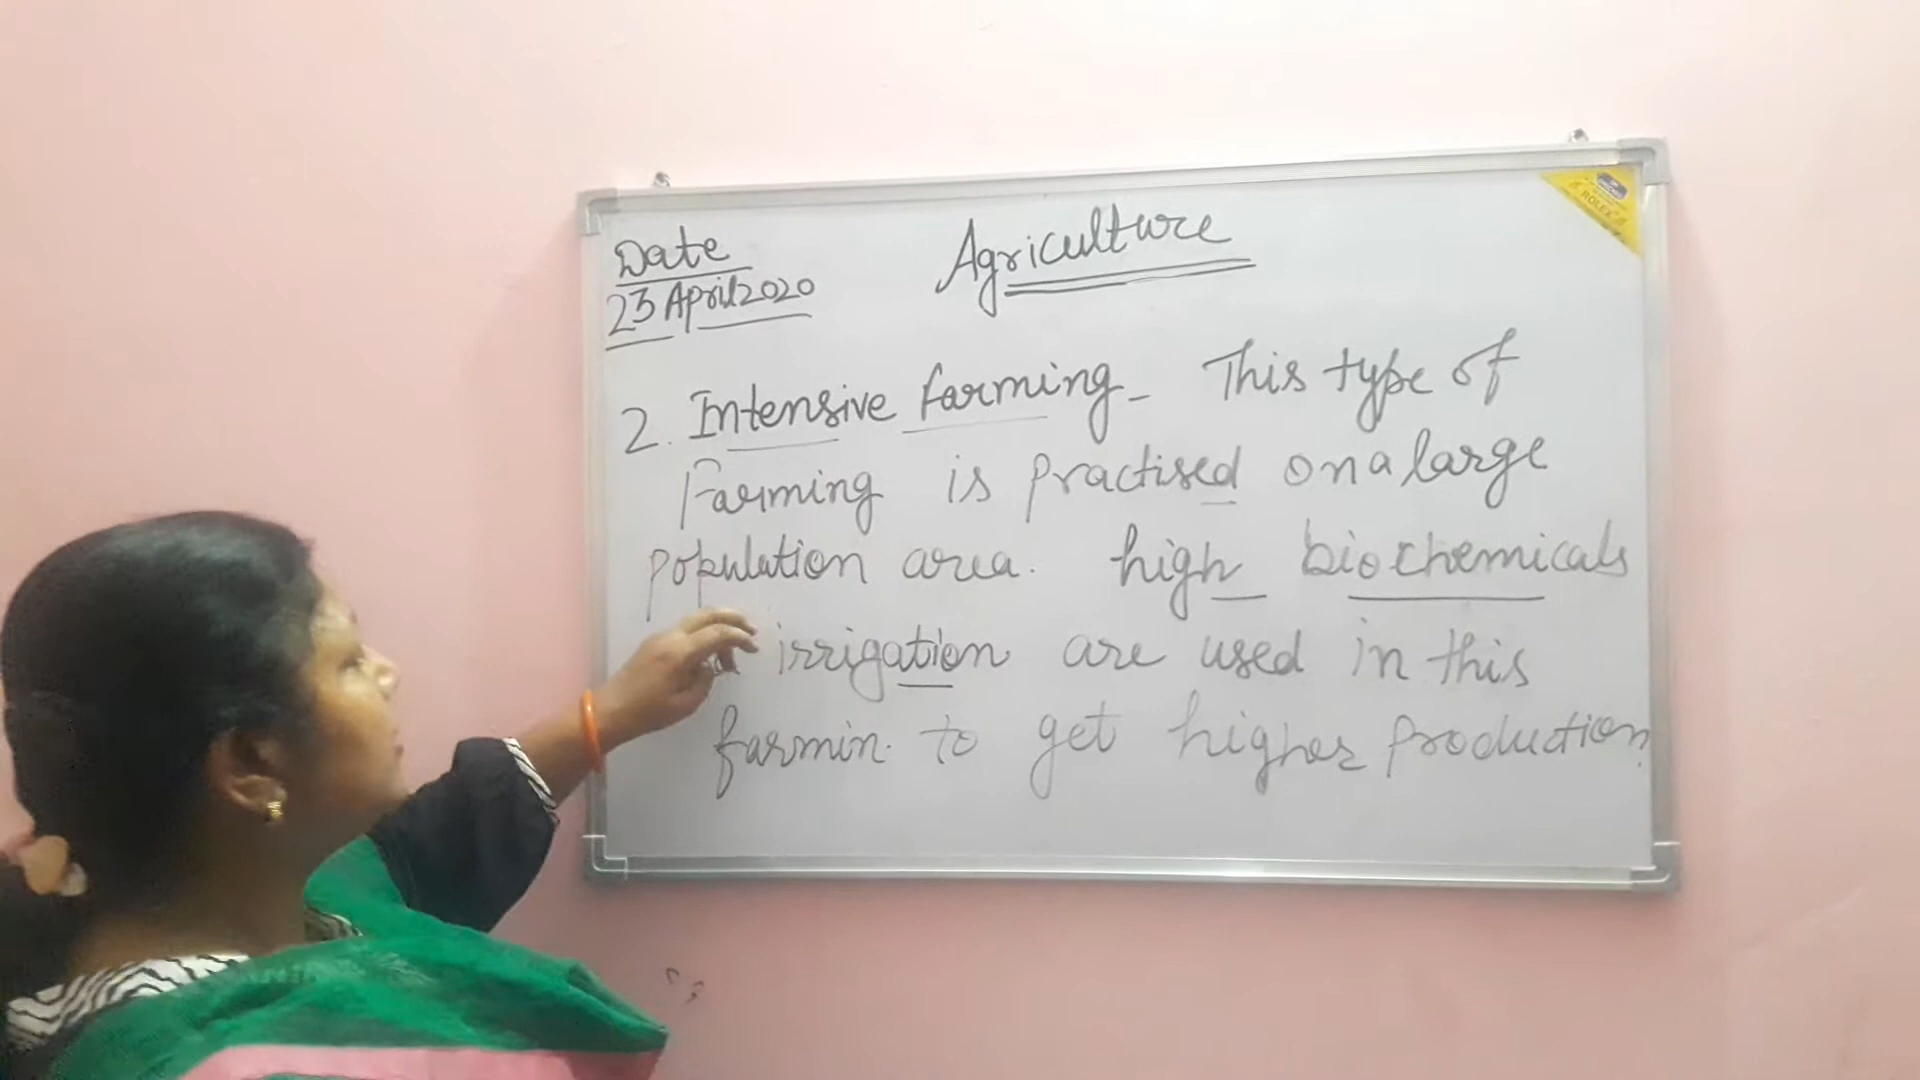 Date
23 April 2020
Agriculture
ROLEX
2. Intensive farming - This type of
Farming is practised on a large
population area. high biochemicals
irrigation are used in this
farmin. to get higher production.